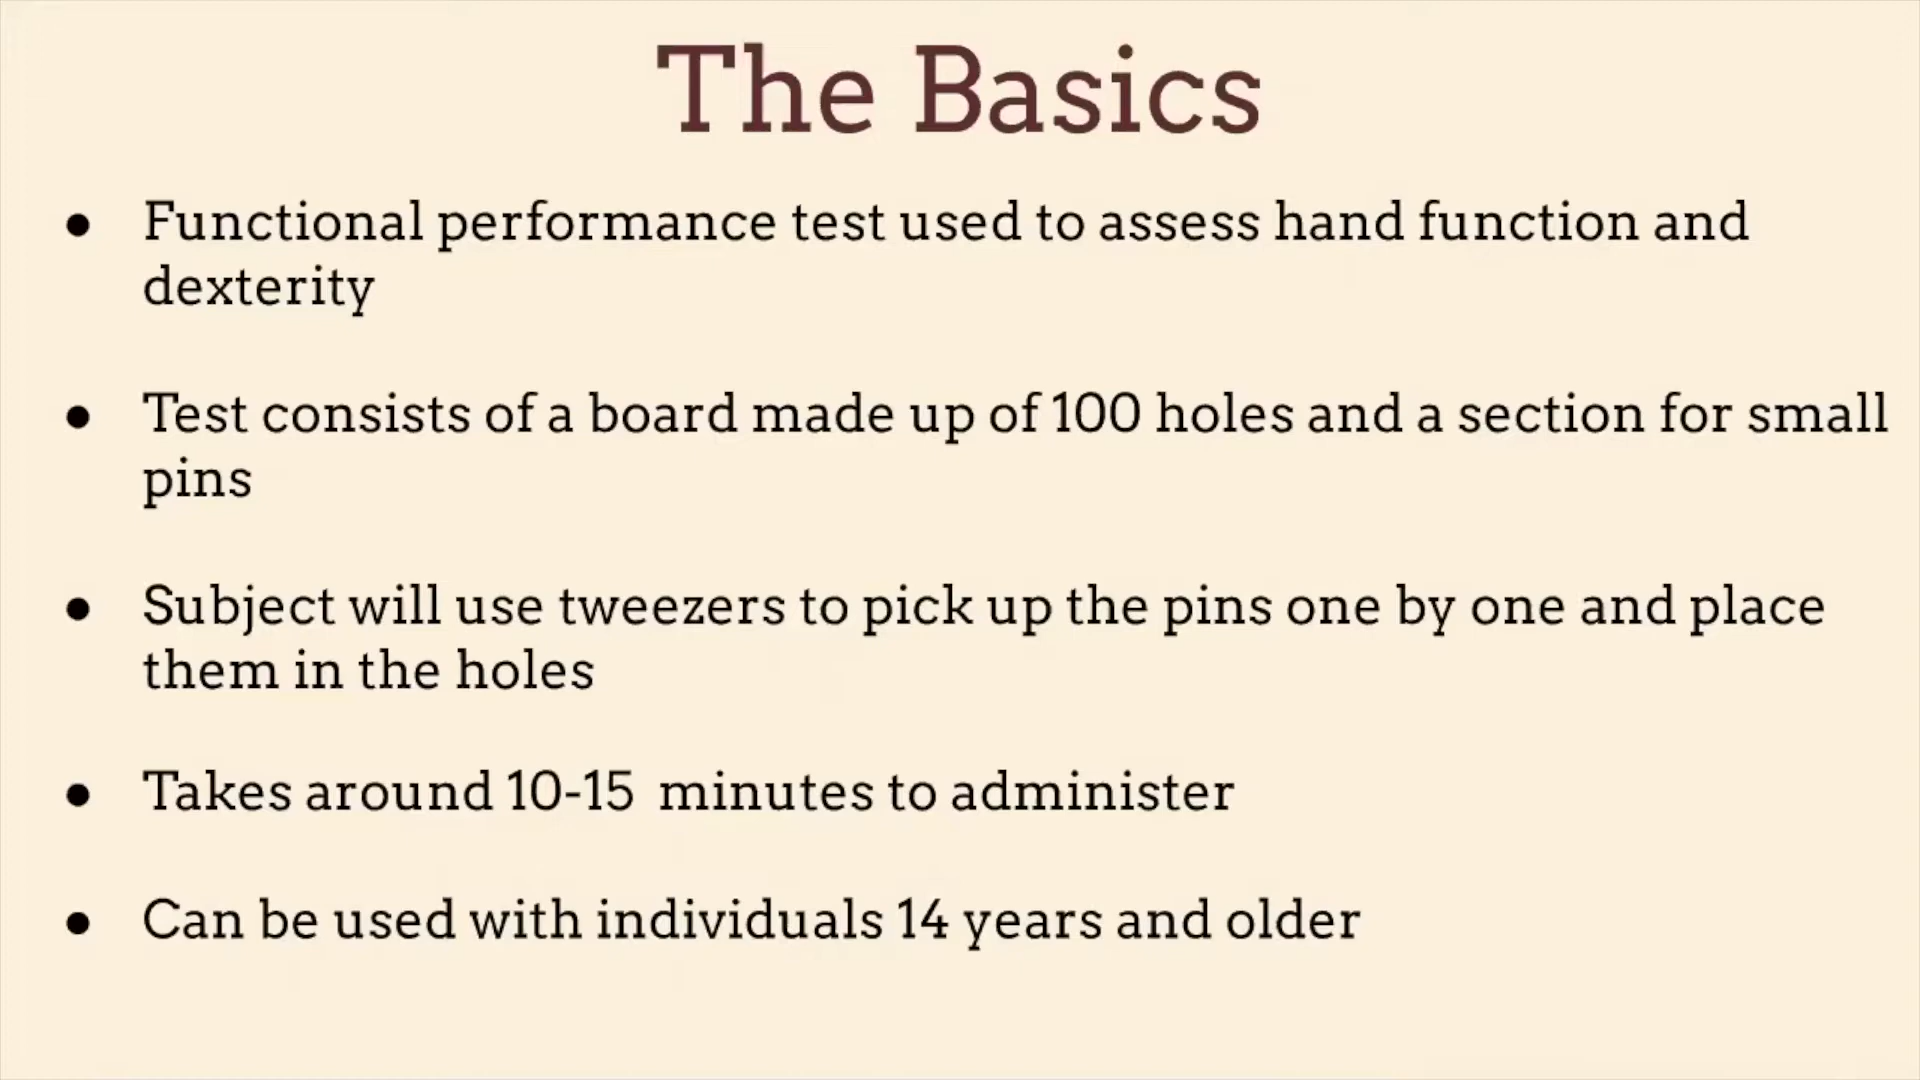 The Basics
● Functional performance test used to assess hand function and
dexterity
● Test consists of a board made up of 100 holes and a section for small
pins
● Subject will use tweezers to pick up the pins one by one and place
them in the holes
● Takes around 10-15  minutes to administer
● Can be used with individuals 14 years and older